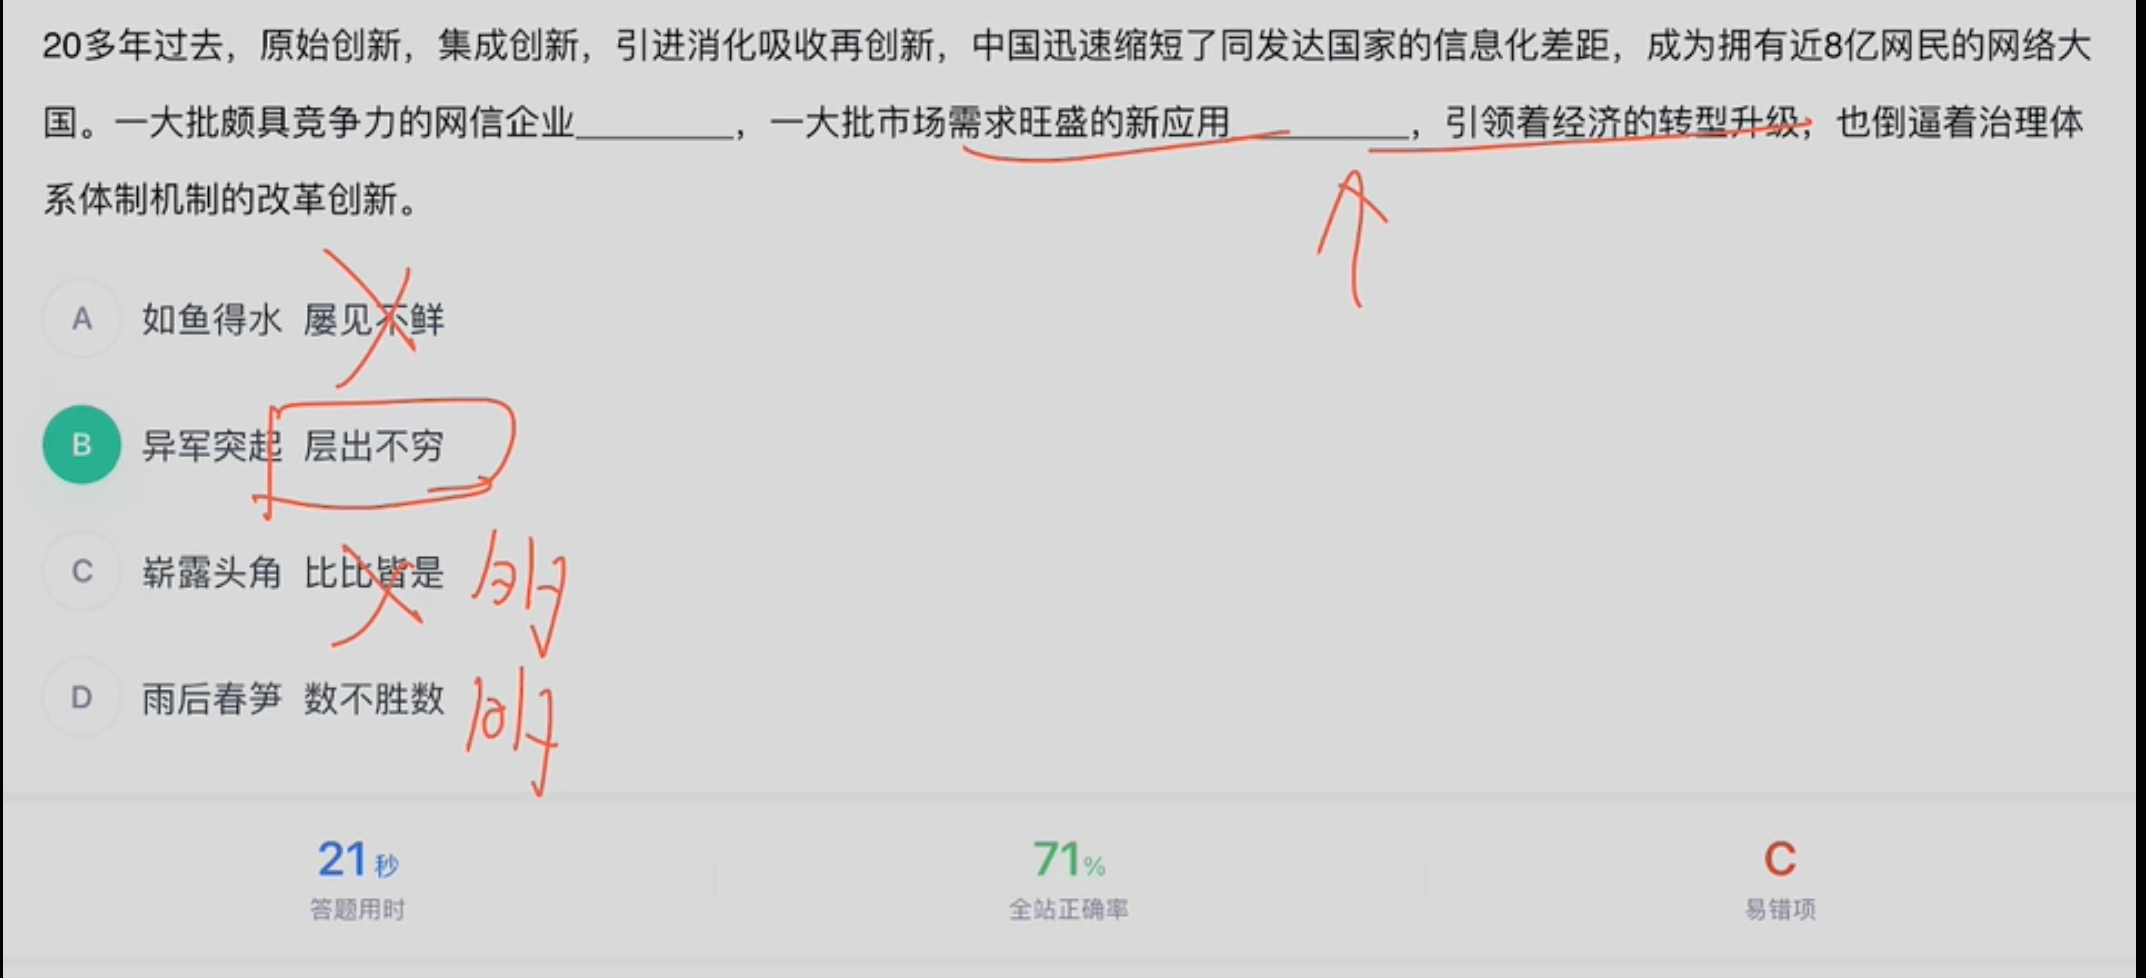 20多年过去，原始创新，集成创新，引进消化吸收再创新，中国迅速缩短了同发达国家的信息化差距，成为拥有近8亿网民的网络大
国。一大批颇具竞争力的网信企业________，一大批市场需求旺盛的新应用________，引领着经济的转型升级；也倒逼着治理体
系体制机制的改革创新。
A 如鱼得水 屡见不鲜
B 异军突起 层出不穷
C 崭露头角 比比皆是
D 雨后春笋 数不胜数
21秒 71% C
答题用时 全站正确率 易错项